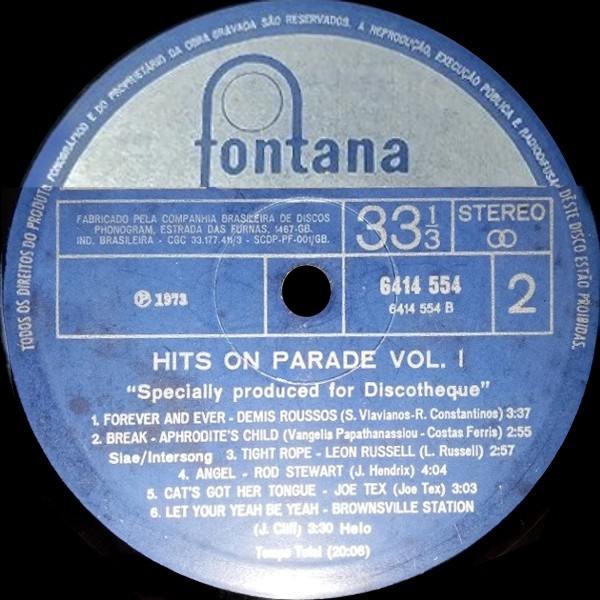 TODOS OS DIREITOS DO PRODUTOR FONOGRÁFICO E DO PROPRIETÁRIO DA OBRA GRAVADA SÃO RESERVADOS. A REPRODUÇÃO, EXECUÇÃO PÚBLICA E RADIODIFUSÃO DÊSTE DISCO ESTÃO PROIBIDAS.
fontana
FABRICADO PELA COMPANHIA BRASILEIRA DE DISCOS
PHONOGRAM, ESTRADA DAS FURNAS, 1467-GB.
IND. BRASILEIRA - CGC 33.177.411/3 - SCDP-PF-001/GB.
33 1/3
STEREO
℗ 1973
6414 554
6414 554 B
2
HITS ON PARADE VOL. I
"Specially produced for Discotheque"
1. FOREVER AND EVER - DEMIS ROUSSOS (S. Vlavianos-R. Constantinos) 3:37
2. BREAK - APHRODITE'S CHILD (Vangelis Papathanassiou - Costas Ferris) 2:55
Siae/Intersong 3. TIGHT ROPE - LEON RUSSELL (L. Russell) 2:57
4. ANGEL - ROD STEWART (J. Hendrix) 4:04
5. CAT'S GOT HER TONGUE - JOE TEX (Joe Tex) 3:03
6. LET YOUR YEAH BE YEAH - BROWNSVILLE STATION
(J. Cliff) 3:30 Helo
Tempo Total (20:06)